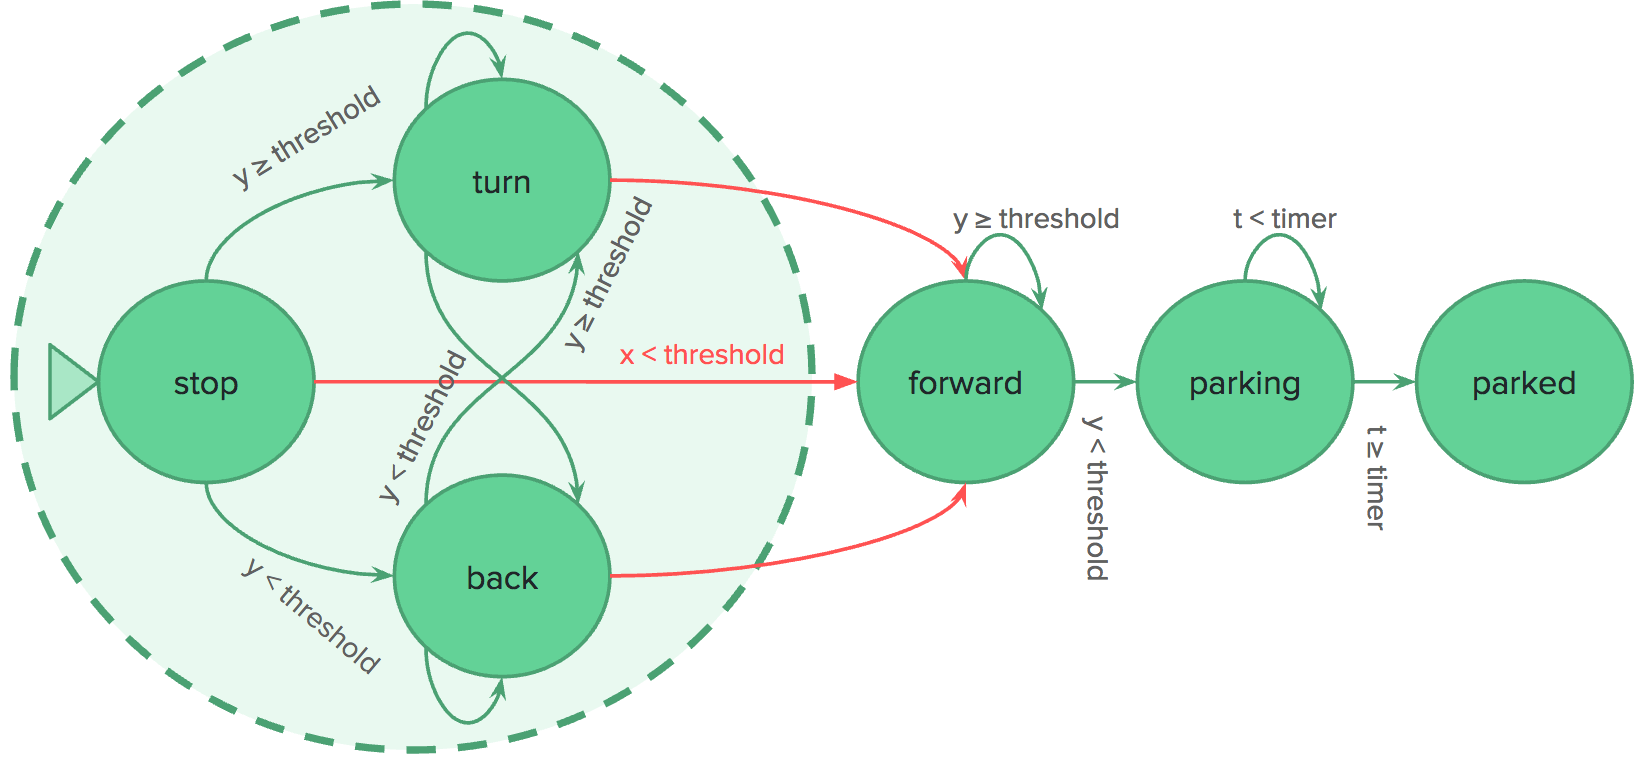 y ≥ threshold
turn
y ≥ threshold
y ≥ threshold
t < timer
x < threshold
stop
forward
parking
parked
y < threshold
y < threshold
t ≥ timer
back
y < threshold